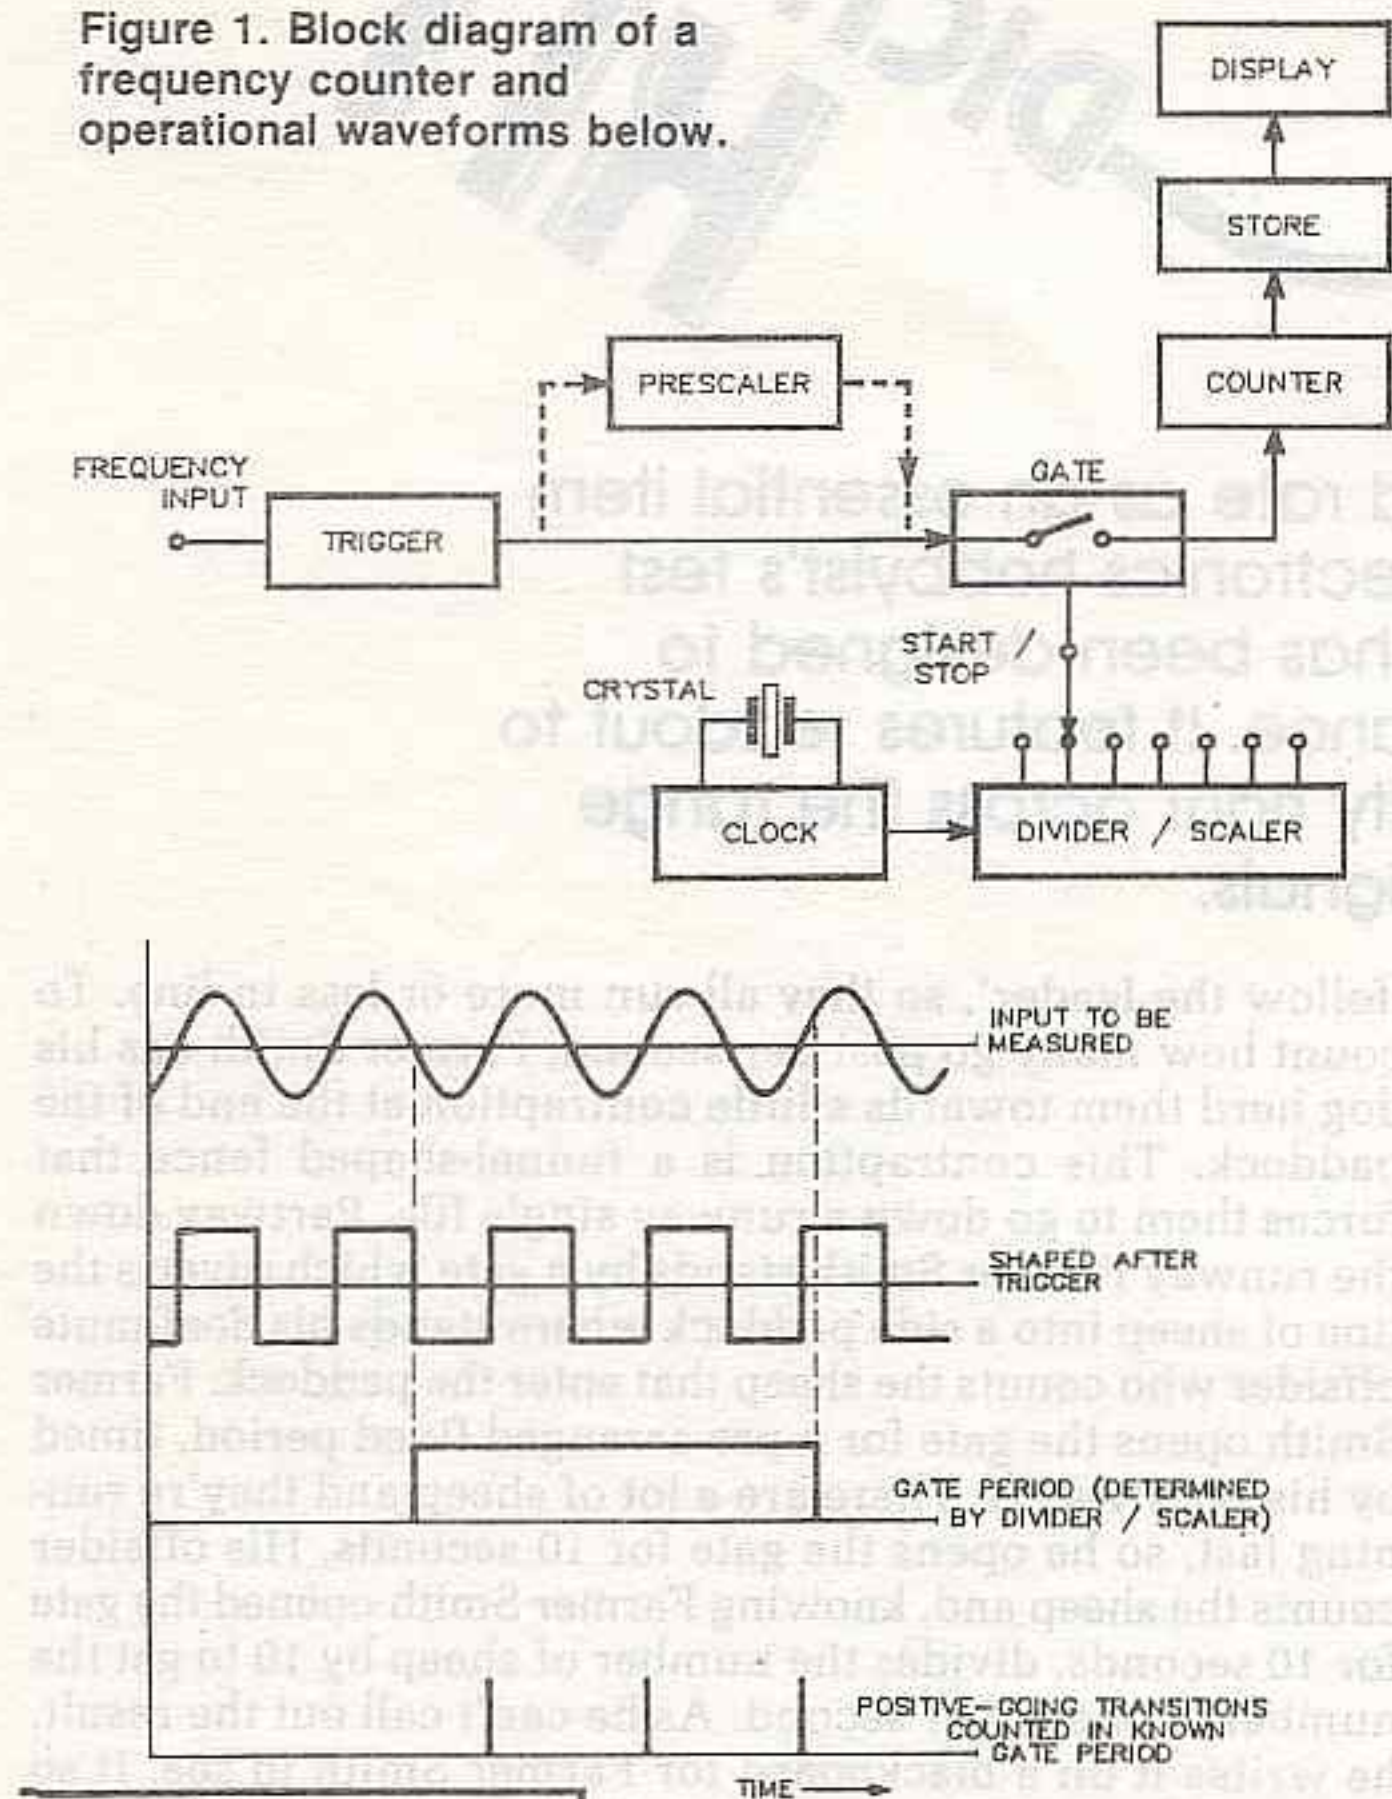 Figure 1. Block diagram of a
frequency counter and
operational waveforms below.
DISPLAY
STORE
COUNTER
PRESCALER
FREQUENCY
INPUT
TRIGGER
GATE
START /
STOP
CRYSTAL
CLOCK
DIVIDER / SCALER
INPUT TO BE
MEASURED
SHAPED AFTER
TRIGGER
GATE PERIOD (DETERMINED
BY DIVIDER / SCALER)
POSITIVE-GOING TRANSITIONS
COUNTED IN KNOWN
GATE PERIOD
TIME